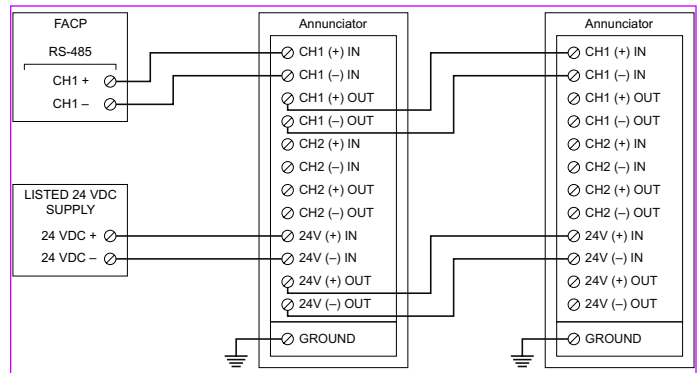 FACP
RS-485
CH1 +
CH1 –
LISTED 24 VDC
SUPPLY
24 VDC +
24 VDC –
Annunciator
CH1 (+) IN
CH1 (–) IN
CH1 (+) OUT
CH1 (–) OUT
CH2 (+) IN
CH2 (–) IN
CH2 (+) OUT
CH2 (–) OUT
24V (+) IN
24V (–) IN
24V (+) OUT
24V (–) OUT
GROUND
Annunciator
CH1 (+) IN
CH1 (–) IN
CH1 (+) OUT
CH1 (–) OUT
CH2 (+) IN
CH2 (–) IN
CH2 (+) OUT
CH2 (–) OUT
24V (+) IN
24V (–) IN
24V (+) OUT
24V (–) OUT
GROUND